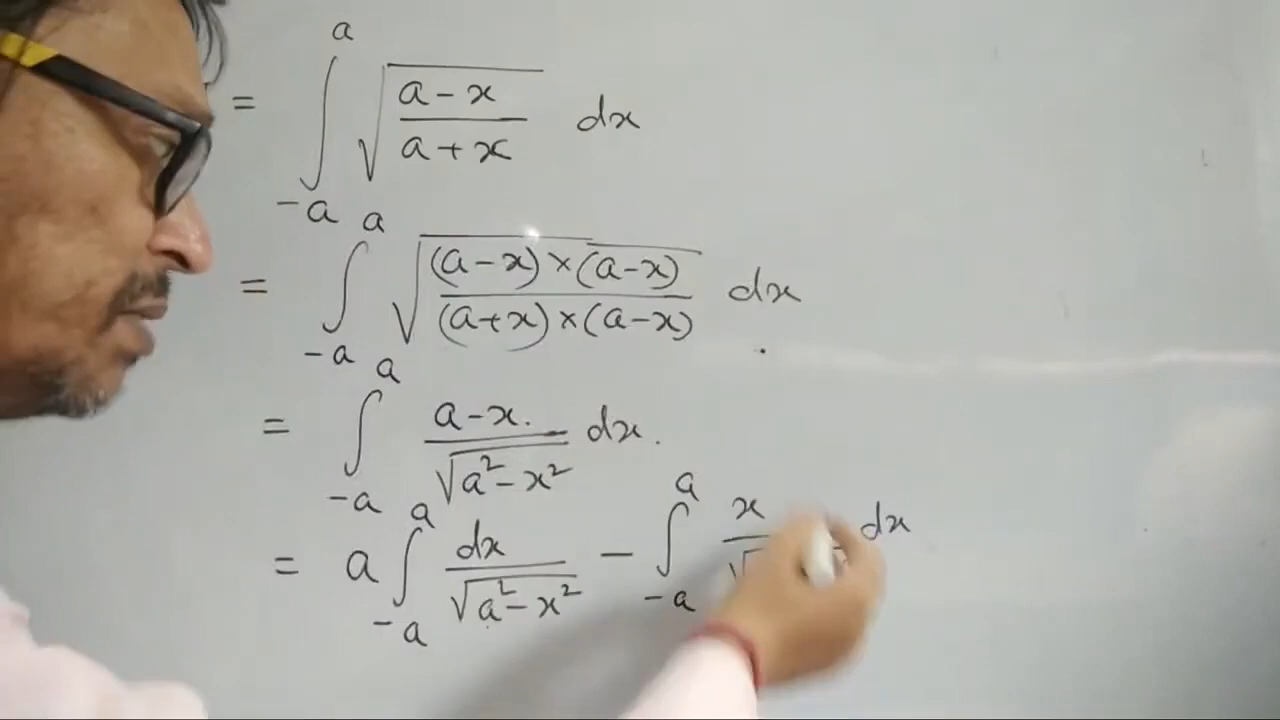 = ∫_{-a}^{a} √((a-x)/(a+x)) dx
= ∫_{-a}^{a} √(((a-x)×(a-x))/((a+x)×(a-x))) dx
= ∫_{-a}^{a} (a-x.)/√(a²-x²) dx.
= a ∫_{-a}^{a} dx/√(a²-x²) - ∫_{-a}^{a} x/√ dx